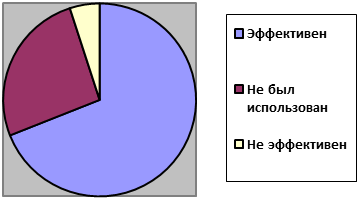 Эффективен
Не был
использован
Не эффективен